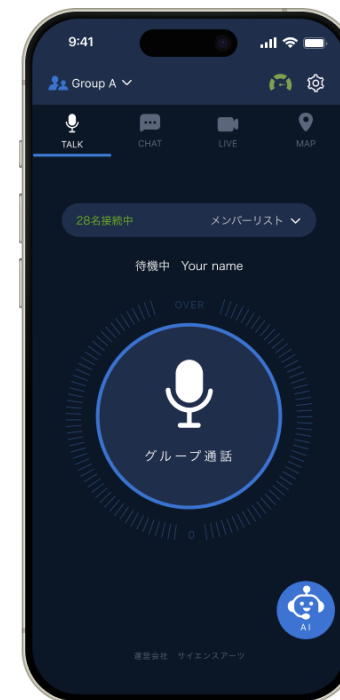 9:41
Group A
TALK CHAT LIVE MAP
28名接続中 メンバーリスト
待機中 Your name
OVER
グループ通話
0
AI
運営会社 サイエンスアーツ